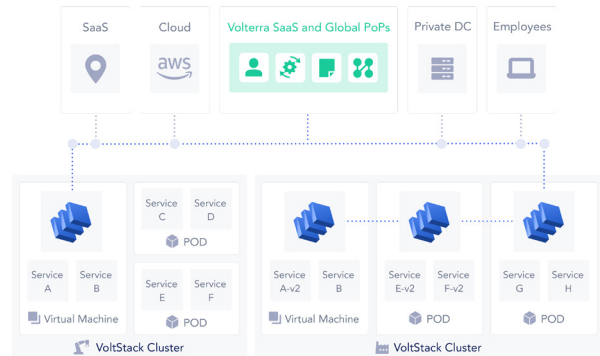 SaaS
Cloud
Volterra SaaS and Global PoPs
Private DC
Employees
aws
Service
A
Service
B
Virtual Machine
Service
C
Service
D
POD
Service
E
Service
F
POD
VoltStack Cluster
Service
A-v2
Service
B
Virtual Machine
Service
E-v2
Service
F-v2
POD
Service
G
Service
H
POD
VoltStack Cluster